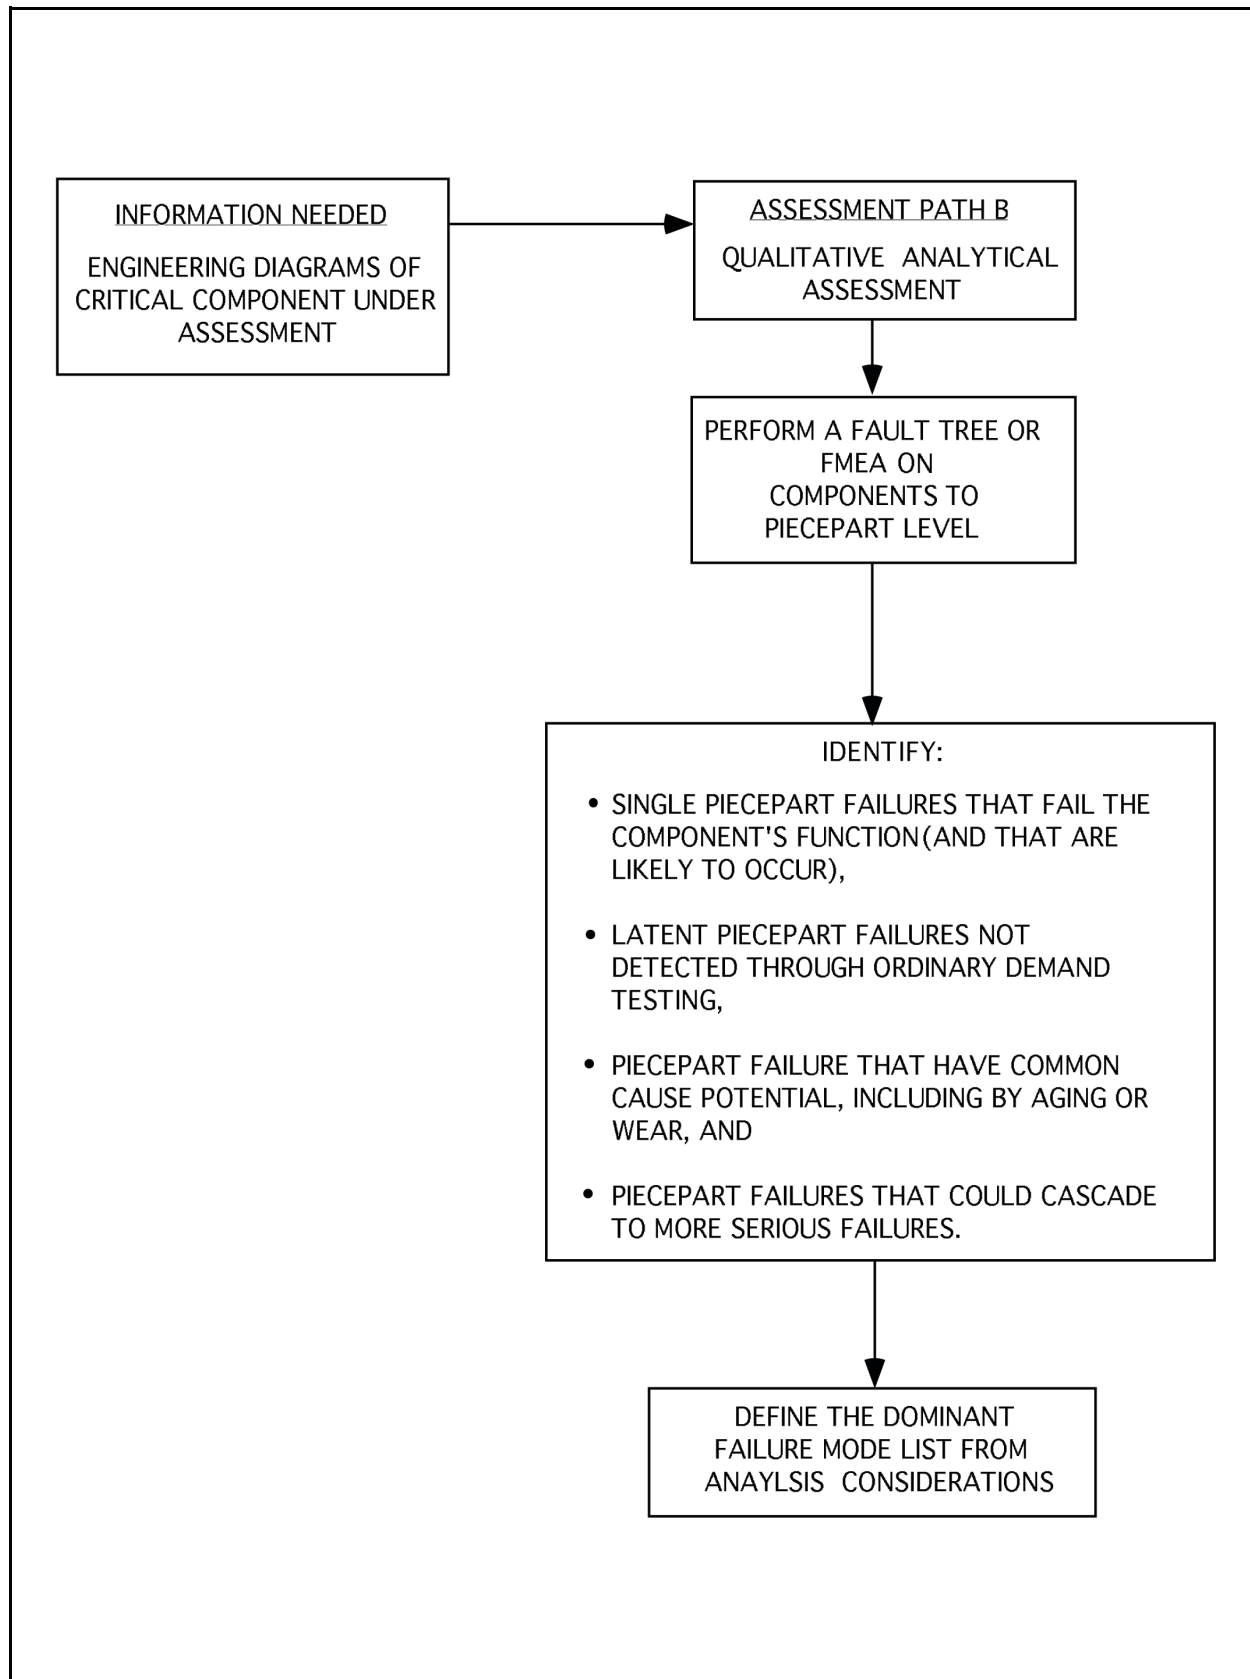 INFORMATION NEEDED
ENGINEERING DIAGRAMS OF
CRITICAL COMPONENT UNDER
ASSESSMENT
ASSESSMENT PATH B
QUALITATIVE ANALYTICAL
ASSESSMENT
PERFORM A FAULT TREE OR
FMEA ON
COMPONENTS TO
PIECEPART LEVEL
IDENTIFY:
• SINGLE PIECEPART FAILURES THAT FAIL THE
COMPONENT'S FUNCTION (AND THAT ARE
LIKELY TO OCCUR),
• LATENT PIECEPART FAILURES NOT
DETECTED THROUGH ORDINARY DEMAND
TESTING,
• PIECEPART FAILURE THAT HAVE COMMON
CAUSE POTENTIAL, INCLUDING BY AGING OR
WEAR, AND
• PIECEPART FAILURES THAT COULD CASCADE
TO MORE SERIOUS FAILURES.
DEFINE THE DOMINANT
FAILURE MODE LIST FROM
ANAYLSIS CONSIDERATIONS